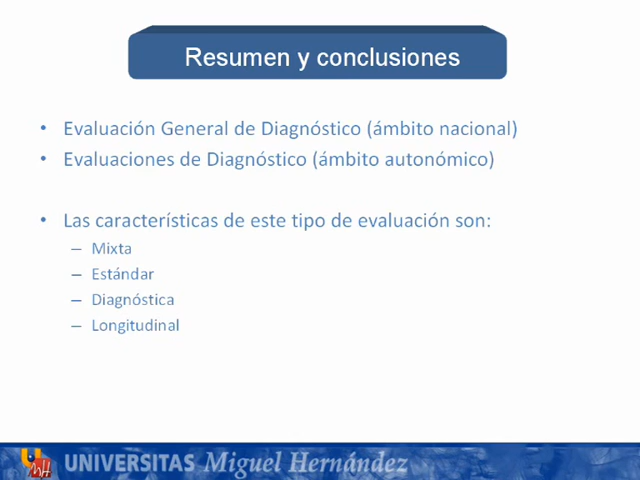 Resumen y conclusiones
• Evaluación General de Diagnóstico (ámbito nacional)
• Evaluaciones de Diagnóstico (ámbito autonómico)
• Las características de este tipo de evaluación son:
– Mixta
– Estándar
– Diagnóstica
– Longitudinal
UNIVERSITAS Miguel Hernández